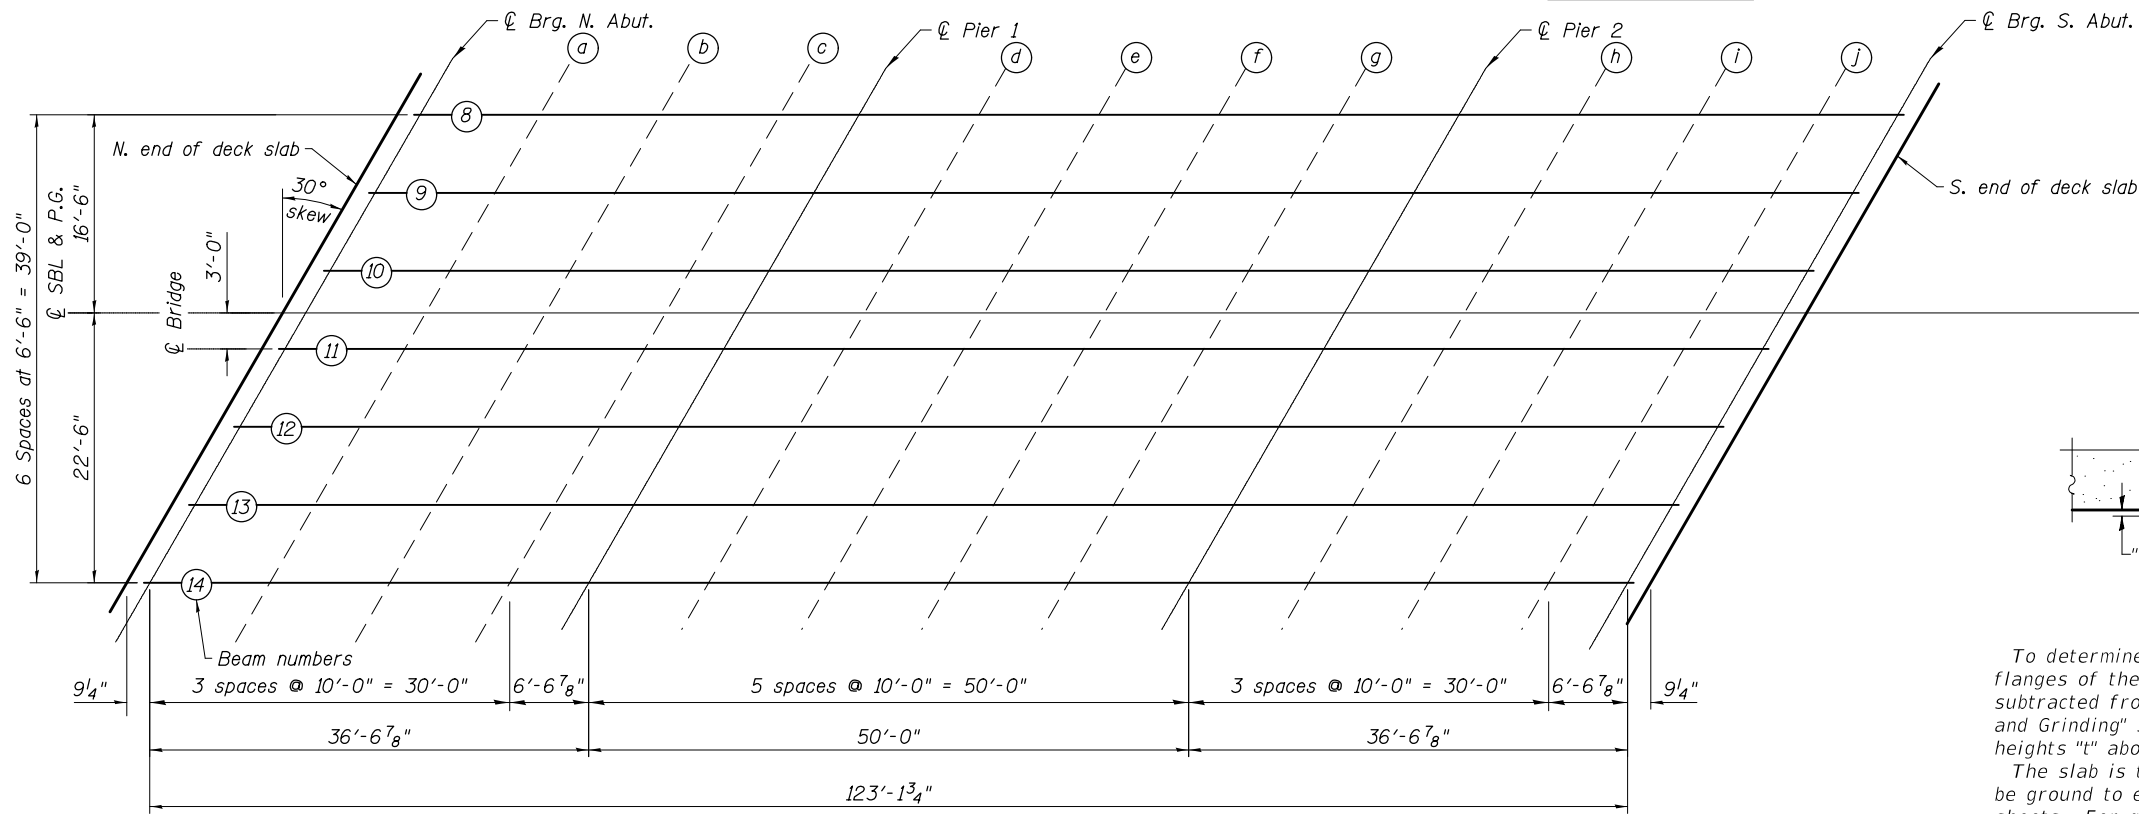 ℄ Brg. N. Abut.
℄ Pier 1
℄ Pier 2
℄ Brg. S. Abut.
a
b
c
d
e
f
g
h
i
j
8
N. end of deck slab
30°
skew
9
S. end of deck slab
6 Spaces at 6'-6" = 39'-0"
℄ SBL & P.G.
16'-6"
3'-0"
℄ Bridge
10
11
22'-6"
12
13
14
Beam numbers
9¼"
3 spaces @ 10'-0" = 30'-0"
6'-6⅞"
5 spaces @ 10'-0" = 50'-0"
3 spaces @ 10'-0" = 30'-0"
6'-6⅞"
9¼"
36'-6⅞"
50'-0"
36'-6⅞"
123'-1¾"
To determine
flanges of the
subtracted fro
and Grinding"
heights "t" abo
The slab is t
be ground to e